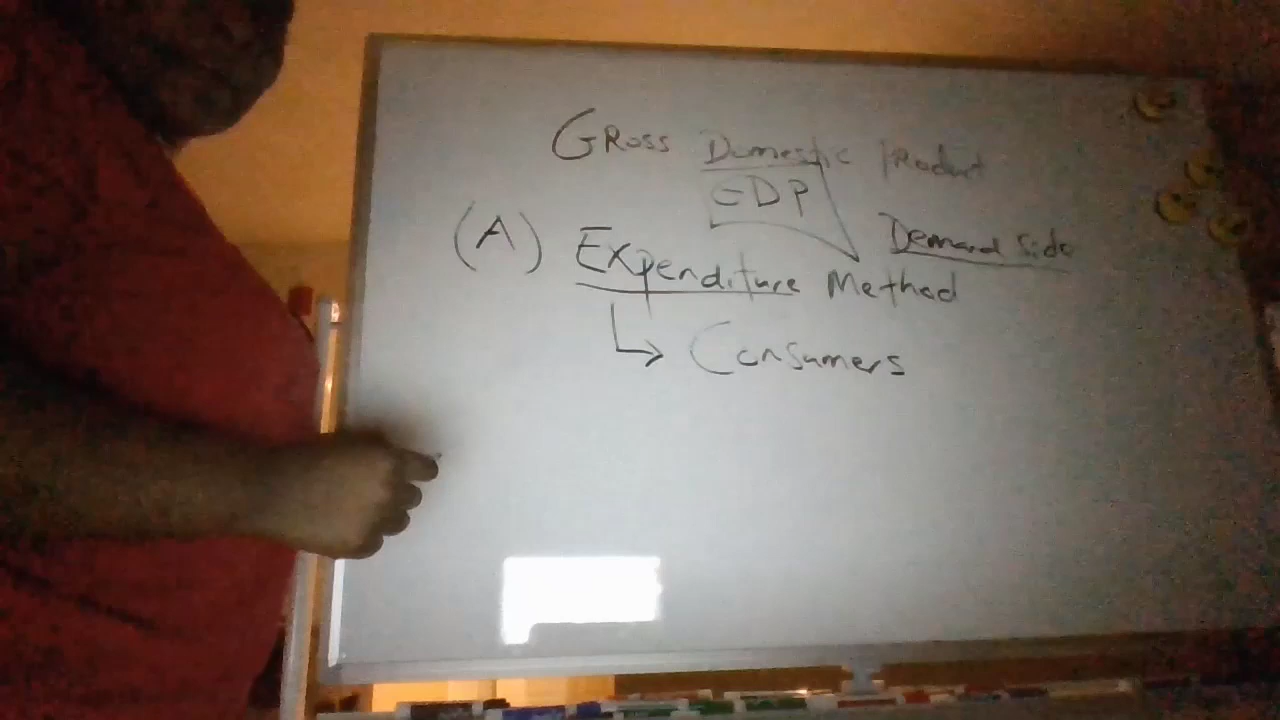 Gross Domestic Product
GDP
Demand Side
(A) Expenditure Method
Consumers